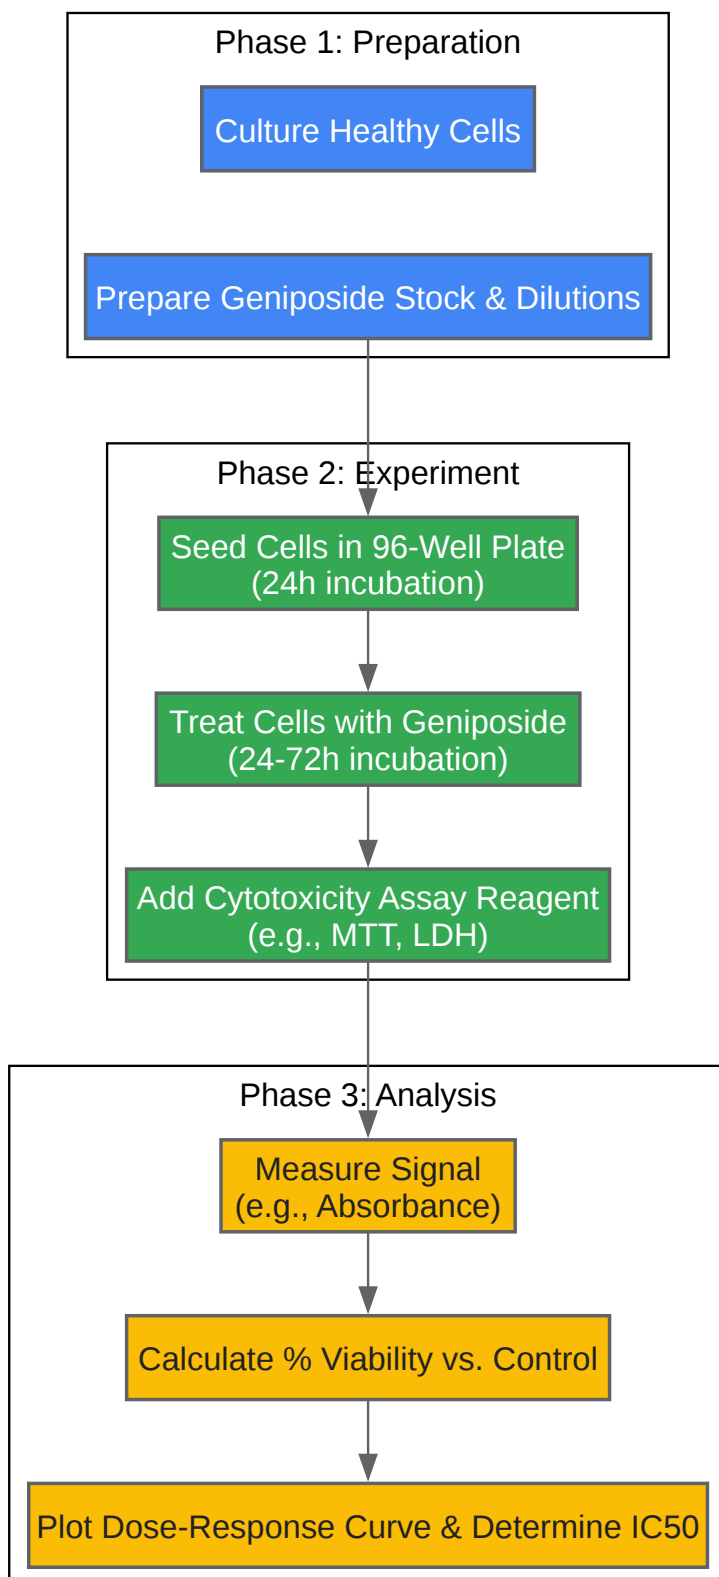 Phase 1: Preparation
Culture Healthy Cells
Prepare Geniposide Stock & Dilutions
Phase 2: Experiment
Seed Cells in 96-Well Plate
(24h incubation)
Treat Cells with Geniposide
(24-72h incubation)
Add Cytotoxicity Assay Reagent
(e.g., MTT, LDH)
Phase 3: Analysis
Measure Signal
(e.g., Absorbance)
Calculate % Viability vs. Control
Plot Dose-Response Curve & Determine IC50